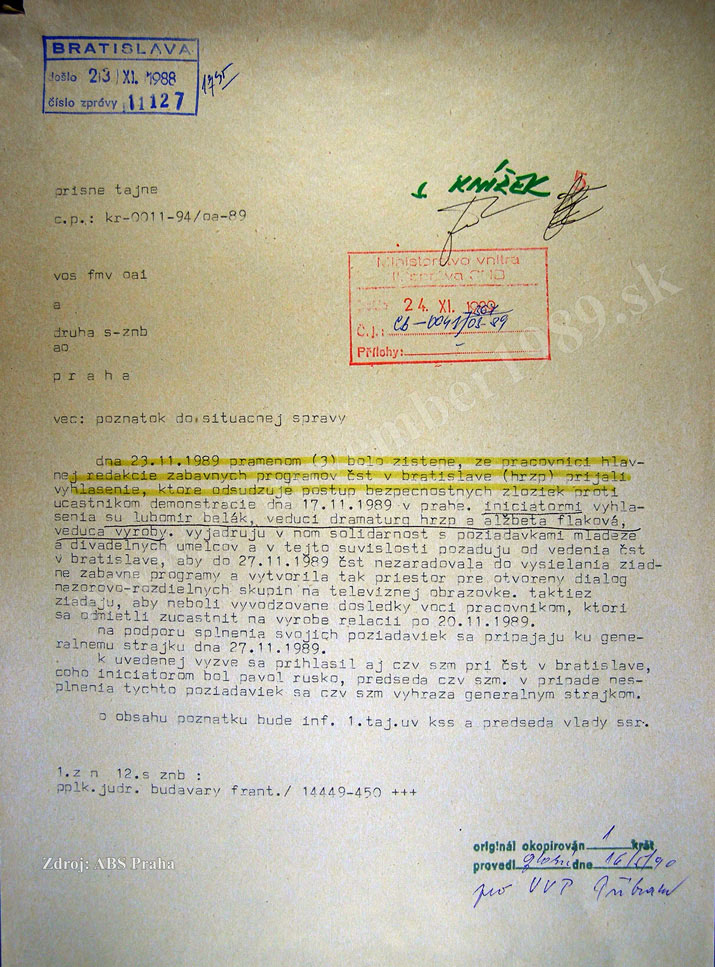 BRATISLAVA
došlo 23 XI. 1988
číslo zprávy 11127
prisne tajne
c.p.: kr-0011-94/oa-89
KNÍŽEK
vos fmv oai
a
druha s-znb
ao
p r a h a
Ministerstvo vnitra
24. XI. 1989
Č.j.:
Přílohy: -
vec: poznatok do situacnej spravy
dna 23.11.1989 pramenom (3) bolo zistene, ze pracovnici hlav-
nej redakcie zabavnych programov čst v bratislave (hrzp) prijali
vyhlasenie, ktore odsudzuje postup bezpecnostnych zloziek proti
ucastnikom demonstracie dna 17.11.1989 v prahe. iniciatormi vyhla-
senia su lubomir balák, veduci dramaturg hrzp a alžbeta flaková,
veduca vyroby. vyjadruju v nom solidarnost s poziadavkami mladeze
a divadelnych umelcov a v tejto suvislosti pozaduju od vedenia čst
v bratislave, aby do 27.11.1989 čst nezaradovala do vysielania ziad-
ne zabavne programy a vytvorila tak priestor pre otvoreny dialog
nazorovo-rozdielnych skupin na televiznej obrazovke. taktiez
ziadaju, aby neboli vyvodzovane dosledky voci pracovnikom, ktori
sa odmietli zucastnit na vyrobe relacii po 20.11.1989.
na podporu splnenia svojich poziadaviek sa pripajaju ku gene-
ralnemu strajku dna 27.11.1989.
k uvedenej vyzve sa prihlasil aj czv szm pri čst v bratislave,
coho iniciatorom bol pavol rusko, predseda czv szm. v pripade nes-
plnenia tychto poziadaviek sa czv szm vyhraza generalnym strajkom.
o obsahu poznatku bude inf. 1.taj.uv kss a predseda vlady ssr.
1.z n 12.s znb :
pplk.judr. budavary frant./ 14449-450 +++
originál okopírován 1 krát
provedl dne 16/5/90
pro VVP Příbram
Zdroj: ABS Praha
november1989.sk